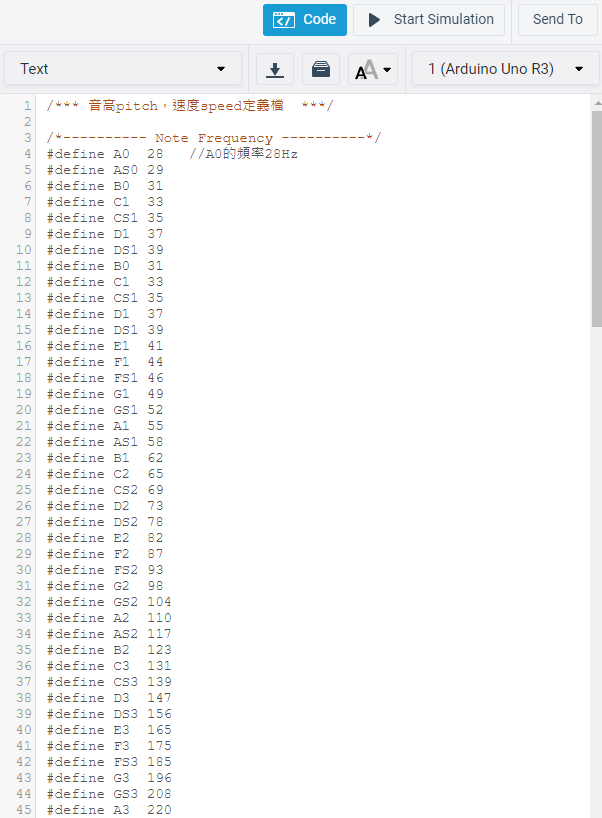 Code
Start Simulation
Send To
Text
AA
1 (Arduino Uno R3)
1 /*** 音高pitch，速度speed定義檔  ***/
2
3 /*---------- Note Frequency ----------*/
4 #define A0  28   //A0的頻率28Hz
5 #define AS0 29
6 #define B0  31
7 #define C1  33
8 #define CS1 35
9 #define D1  37
10 #define DS1 39
11 #define B0  31
12 #define C1  33
13 #define CS1 35
14 #define D1  37
15 #define DS1 39
16 #define E1  41
17 #define F1  44
18 #define FS1 46
19 #define G1  49
20 #define GS1 52
21 #define A1  55
22 #define AS1 58
23 #define B1  62
24 #define C2  65
25 #define CS2 69
26 #define D2  73
27 #define DS2 78
28 #define E2  82
29 #define F2  87
30 #define FS2 93
31 #define G2  98
32 #define GS2 104
33 #define A2  110
34 #define AS2 117
35 #define B2  123
36 #define C3  131
37 #define CS3 139
38 #define D3  147
39 #define DS3 156
40 #define E3  165
41 #define F3  175
42 #define FS3 185
43 #define G3  196
44 #define GS3 208
45 #define A3  220